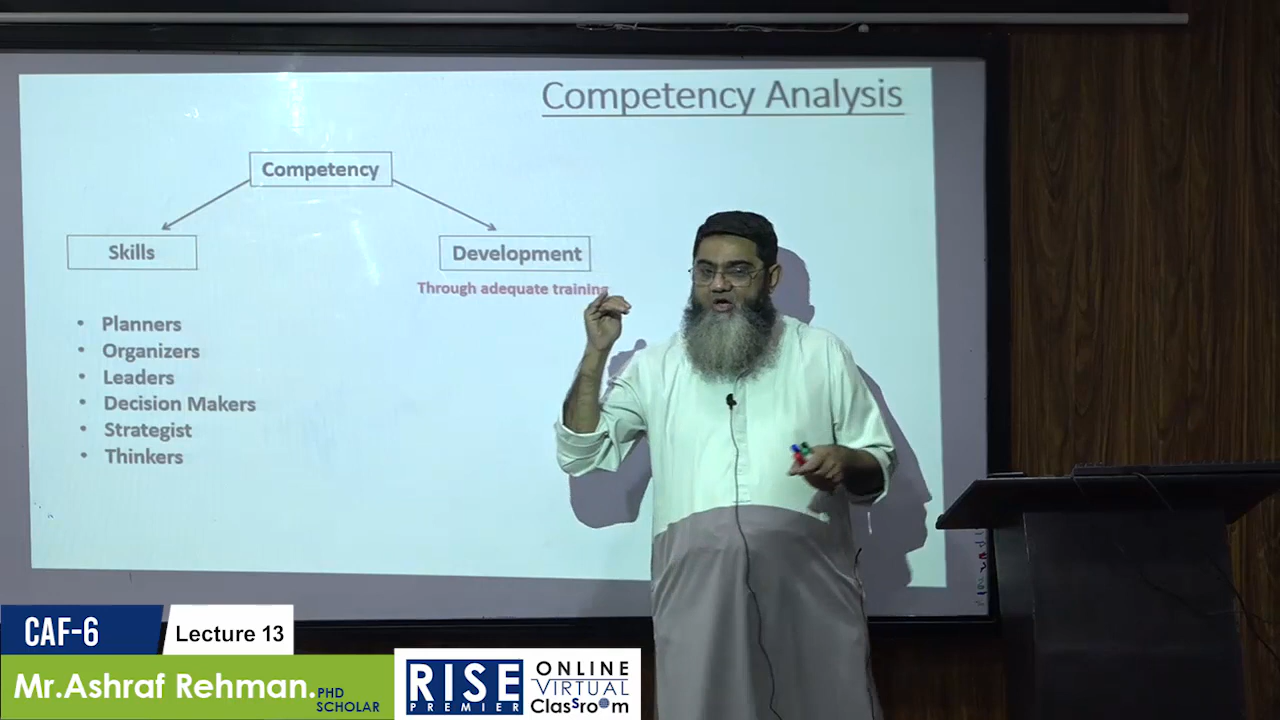 Competency Analysis
Competency
Skills
Development
Through adequate training
• Planners
• Organizers
• Leaders
• Decision Makers
• Strategist
• Thinkers
CAF-6
Lecture 13
Mr.Ashraf Rehman.
PHD
SCHOLAR
RISE
PREMIER
ONLINE
VIRTUAL
Classroom